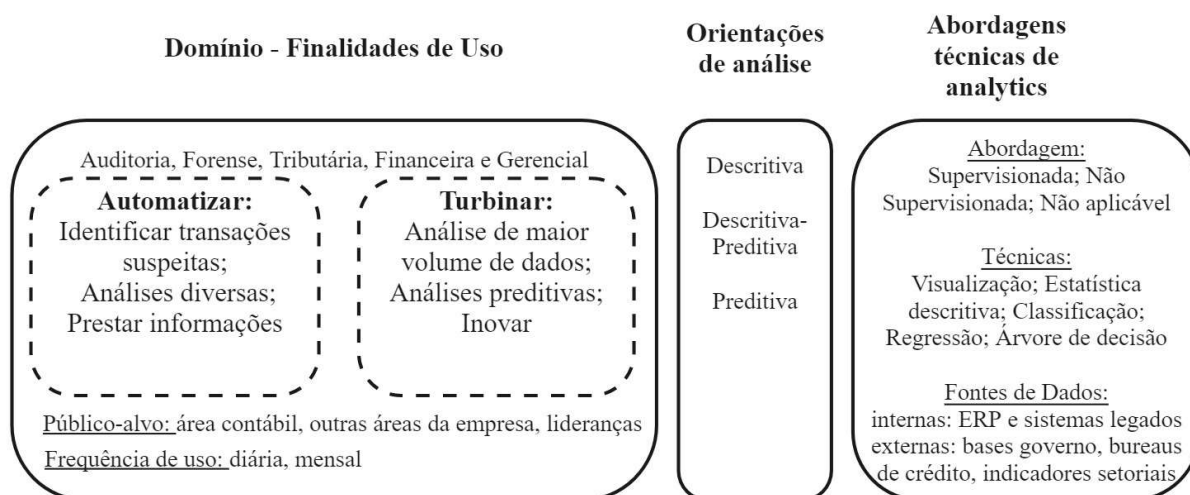 Domínio - Finalidades de Uso
Auditoria, Forense, Tributária, Financeira e Gerencial
Automatizar:
Identificar transações
suspeitas;
Análises diversas;
Prestar informações
Turbinar:
Análise de maior
volume de dados;
Análises preditivas;
Inovar
Público-alvo: área contábil, outras áreas da empresa, lideranças
Frequência de uso: diária, mensal
Orientações
de análise
Descritiva
Descritiva-
Preditiva
Preditiva
Abordagens
técnicas de
analytics
Abordagem:
Supervisionada; Não
Supervisionada; Não aplicável
Técnicas:
Visualização; Estatística
descritiva; Classificação;
Regressão; Árvore de decisão
Fontes de Dados:
internas: ERP e sistemas legados
externas: bases governo, bureaus
de crédito, indicadores setoriais